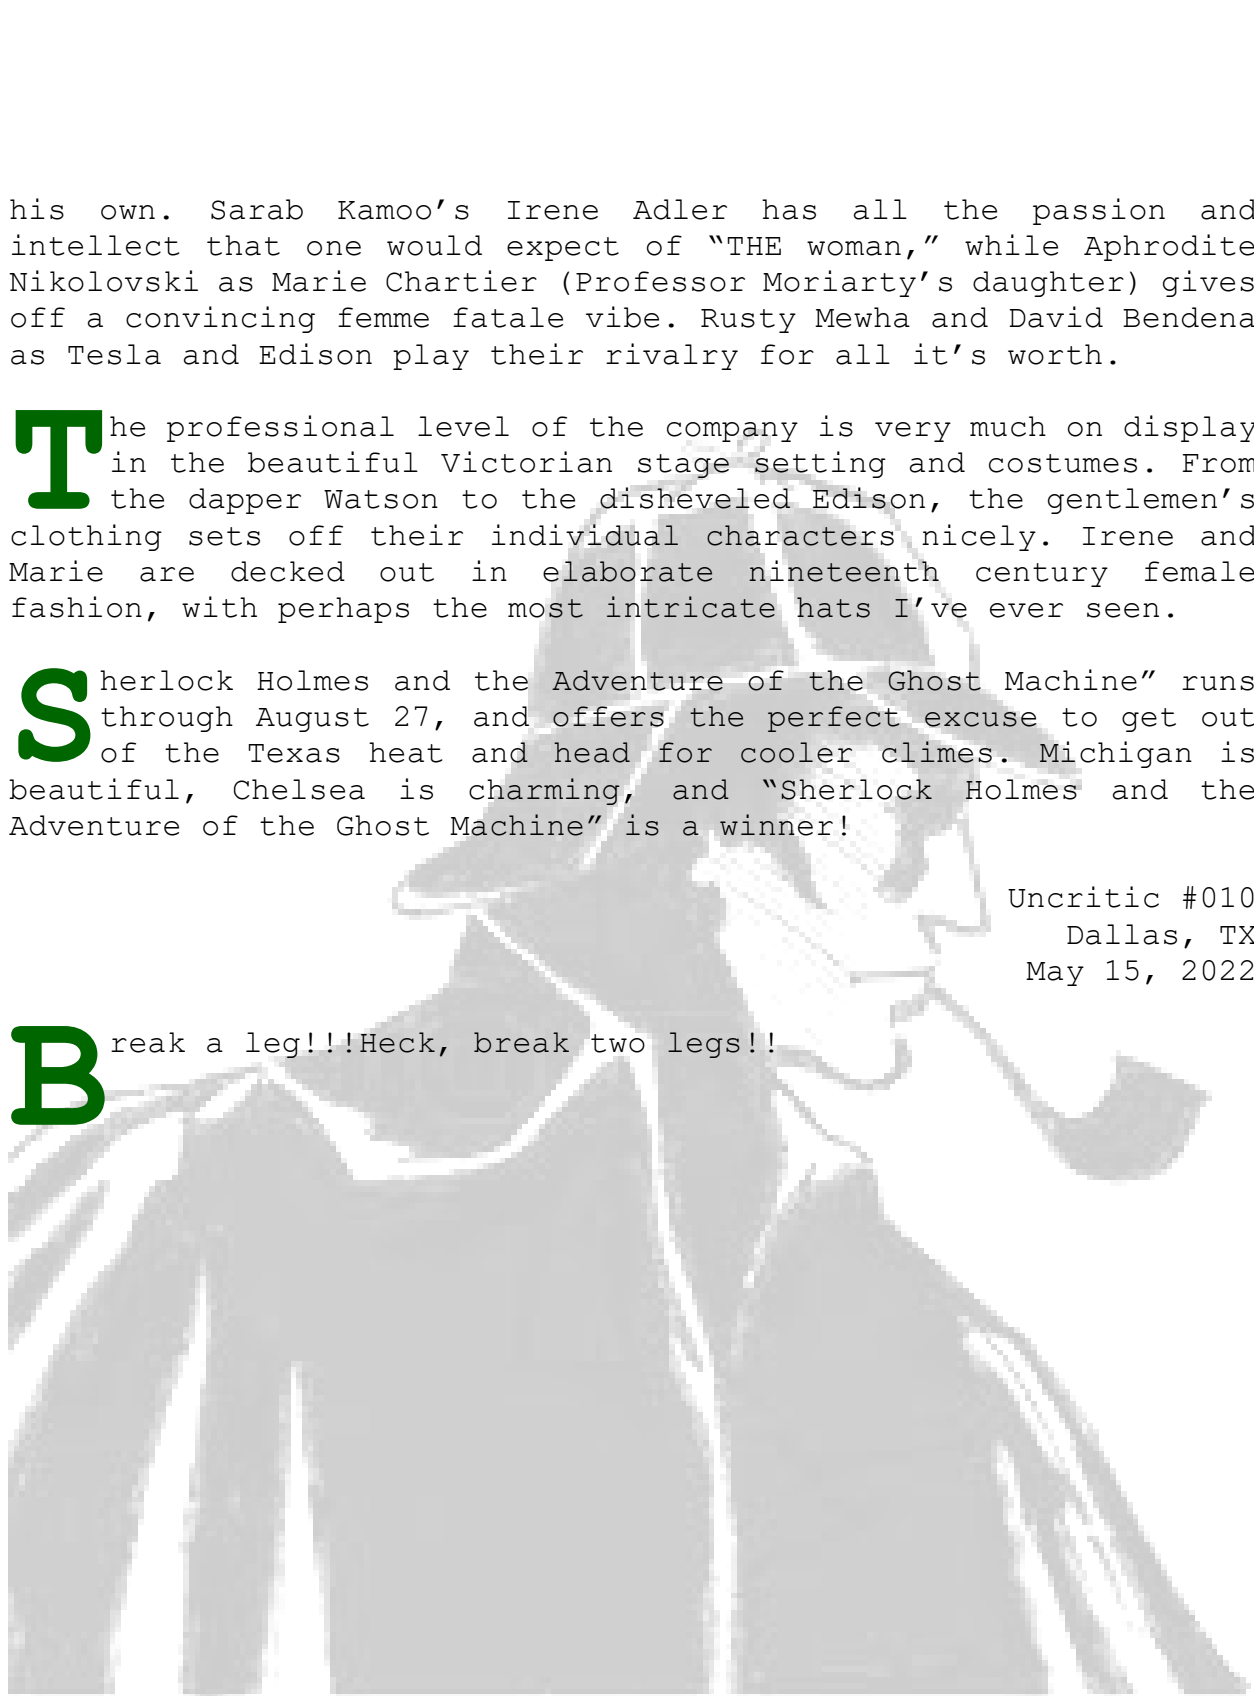 his own. Sarab Kamoo’s Irene Adler has all the passion and
intellect that one would expect of “THE woman,” while Aphrodite
Nikolovski as Marie Chartier (Professor Moriarty’s daughter) gives
off a convincing femme fatale vibe. Rusty Mewha and David Bendena
as Tesla and Edison play their rivalry for all it’s worth.
The professional level of the company is very much on display
in the beautiful Victorian stage setting and costumes. From
the dapper Watson to the disheveled Edison, the gentlemen’s
clothing sets off their individual characters nicely. Irene and
Marie are decked out in elaborate nineteenth century female
fashion, with perhaps the most intricate hats I’ve ever seen.
Sherlock Holmes and the Adventure of the Ghost Machine” runs
through August 27, and offers the perfect excuse to get out
of the Texas heat and head for cooler climes. Michigan is
beautiful, Chelsea is charming, and “Sherlock Holmes and the
Adventure of the Ghost Machine” is a winner!
Uncritic #010
Dallas, TX
May 15, 2022
Break a leg!!!Heck, break two legs!!